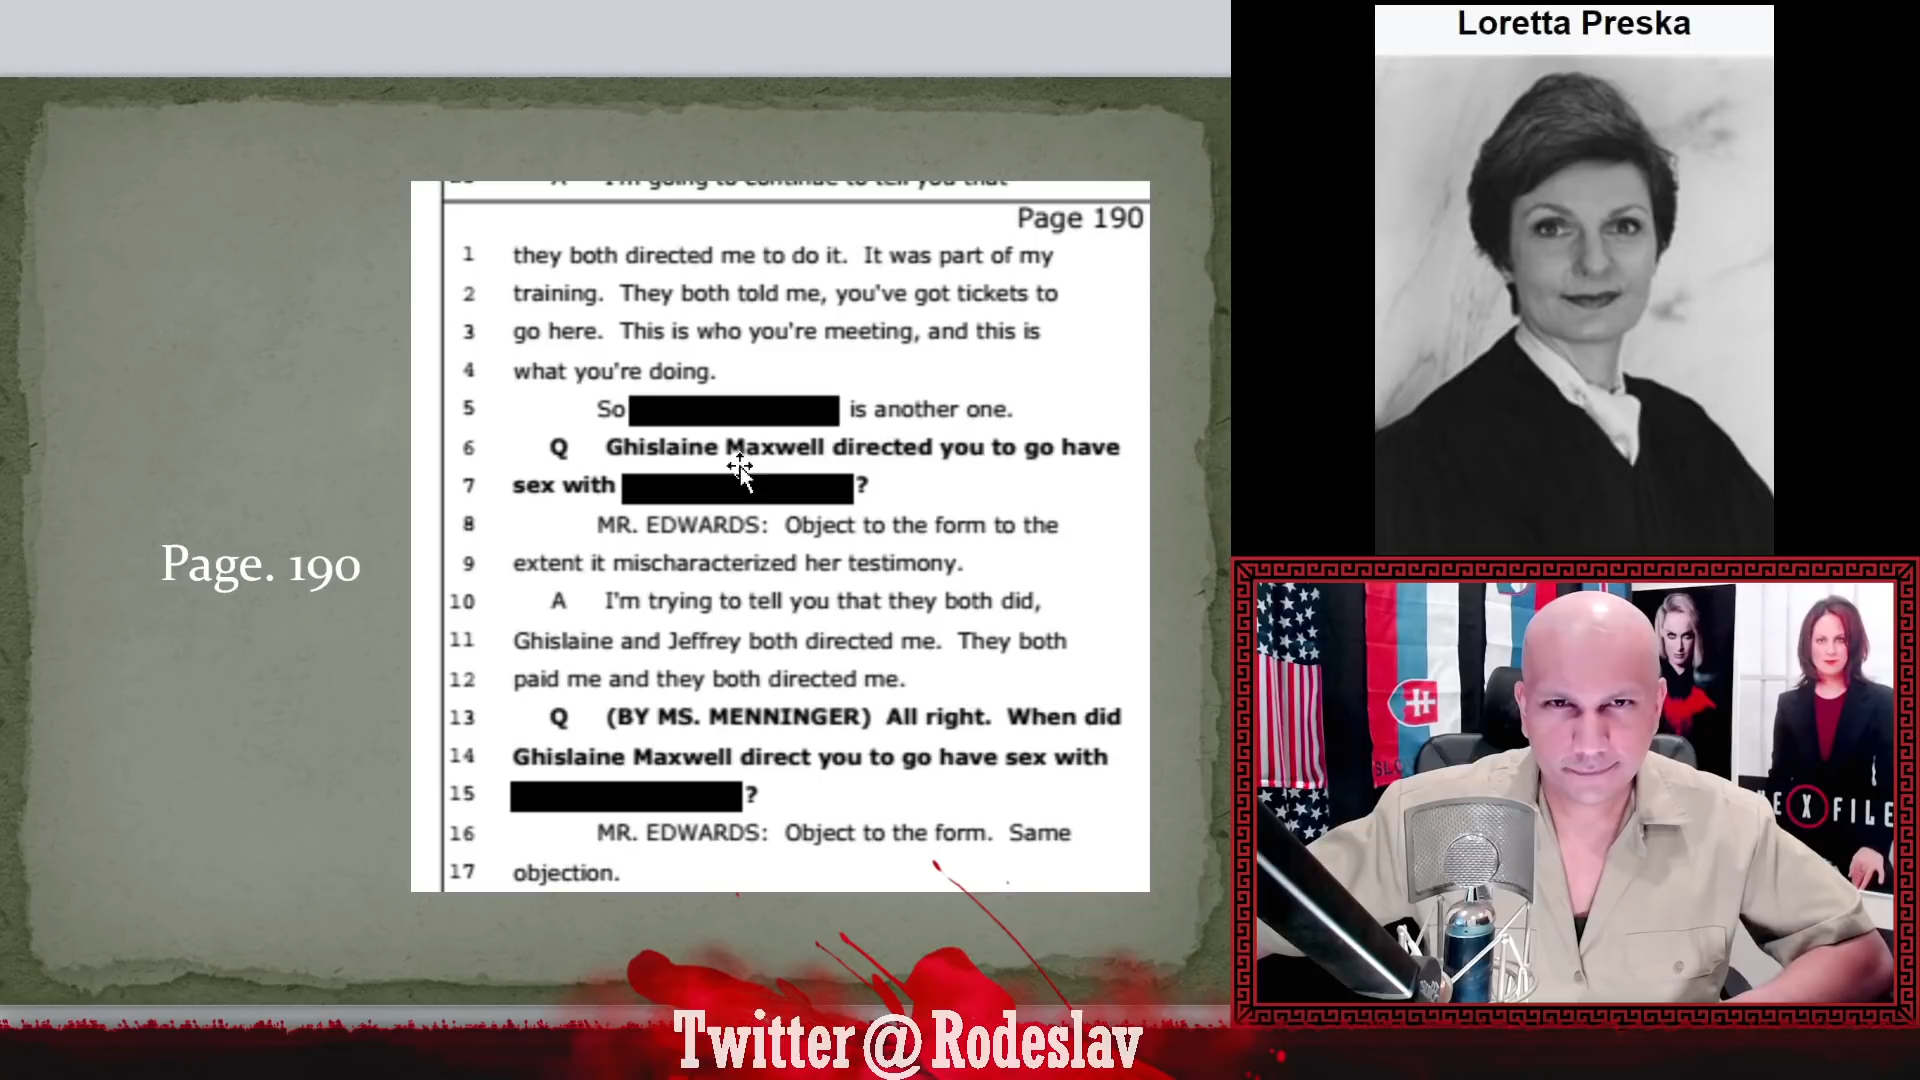 Loretta Preska
Page 190
1 they both directed me to do it. It was part of my
2 training. They both told me, you've got tickets to
3 go here. This is who you're meeting, and this is
4 what you're doing.
5 So is another one.
6 Q Ghislaine Maxwell directed you to go have
7 sex with ?
8 MR. EDWARDS: Object to the form to the
9 extent it mischaracterized her testimony.
10 A I'm trying to tell you that they both did,
11 Ghislaine and Jeffrey both directed me. They both
12 paid me and they both directed me.
13 Q (BY MS. MENNINGER) All right. When did
14 Ghislaine Maxwell direct you to go have sex with
15 ?
16 MR. EDWARDS: Object to the form. Same
17 objection.
Page. 190
SLO
E X FILE
Twitter@Rodeslav